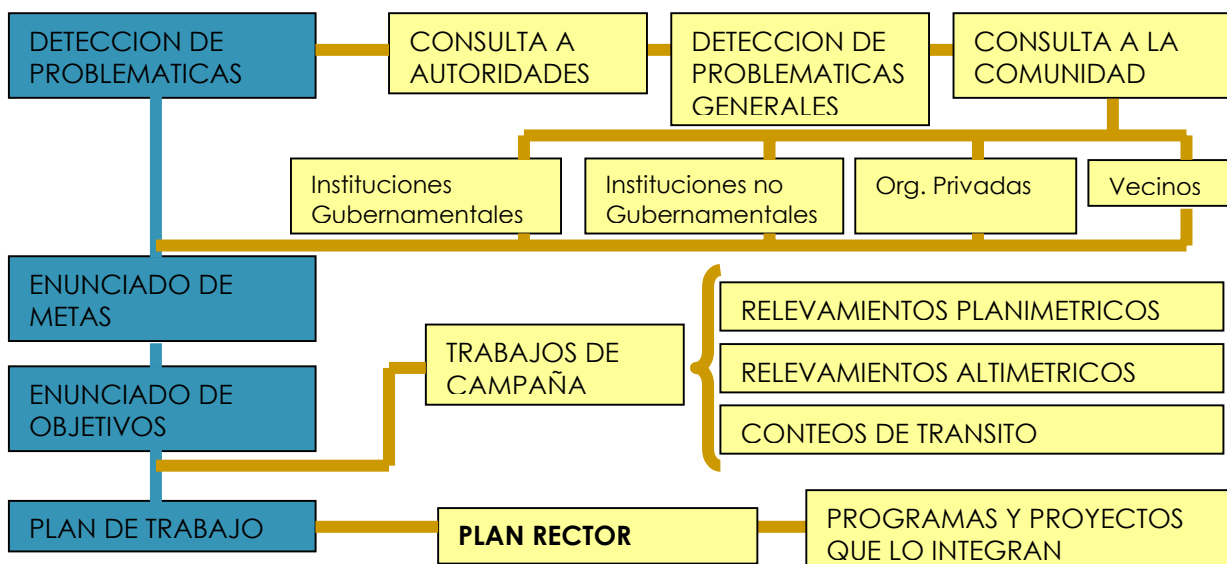 DETECCION DE
PROBLEMATICAS
CONSULTA A
AUTORIDADES
DETECCION DE
PROBLEMATICAS
GENERALES
CONSULTA A LA
COMUNIDAD
Instituciones
Gubernamentales
Instituciones no
Gubernamentales
Org. Privadas
Vecinos
ENUNCIADO DE
METAS
ENUNCIADO DE
OBJETIVOS
TRABAJOS DE
CAMPAÑA
RELEVAMIENTOS PLANIMETRICOS
RELEVAMIENTOS ALTIMETRICOS
CONTEOS DE TRANSITO
PLAN DE TRABAJO
PLAN RECTOR
PROGRAMAS Y PROYECTOS
QUE LO INTEGRAN